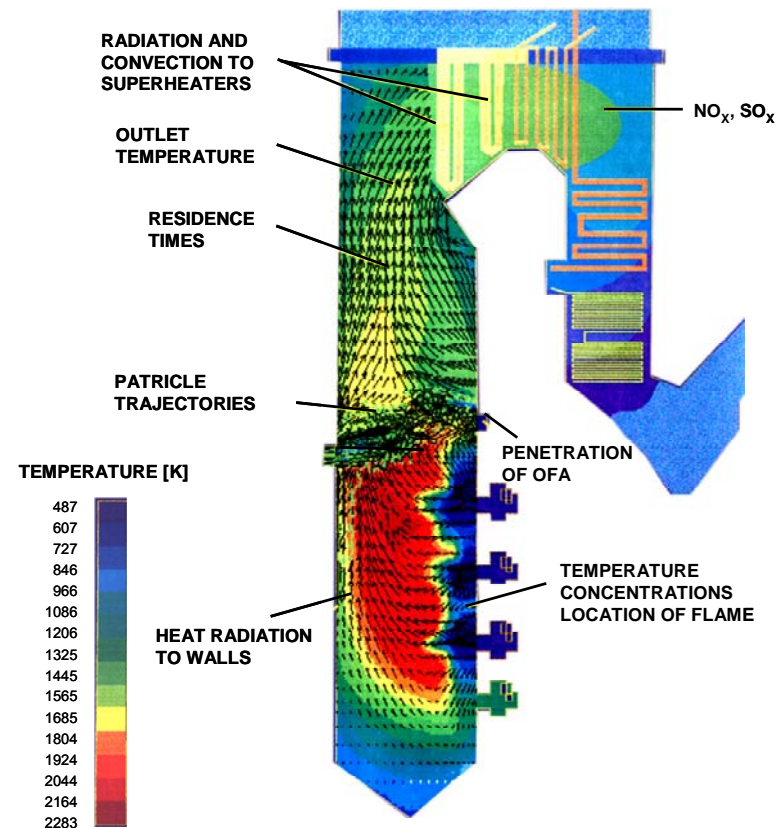 RADIATION AND
CONVECTION TO
SUPERHEATERS
NOX, SOX
OUTLET
TEMPERATURE
RESIDENCE
TIMES
PATRICLE
TRAJECTORIES
PENETRATION
OF OFA
TEMPERATURE [K]
487
607
727
846
966
1086
1206
1325
1445
1565
1685
1804
1924
2044
2164
2283
TEMPERATURE
CONCENTRATIONS
LOCATION OF FLAME
HEAT RADIATION
TO WALLS